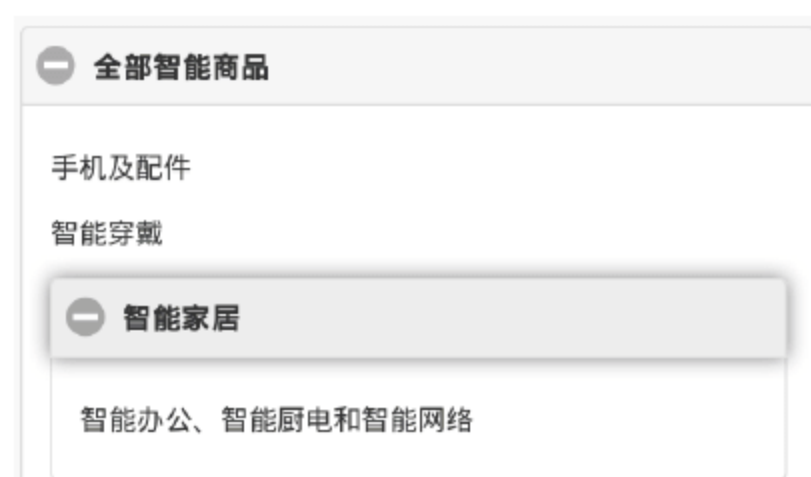 全部智能商品
手机及配件
智能穿戴
智能家居
智能办公、智能厨电和智能网络